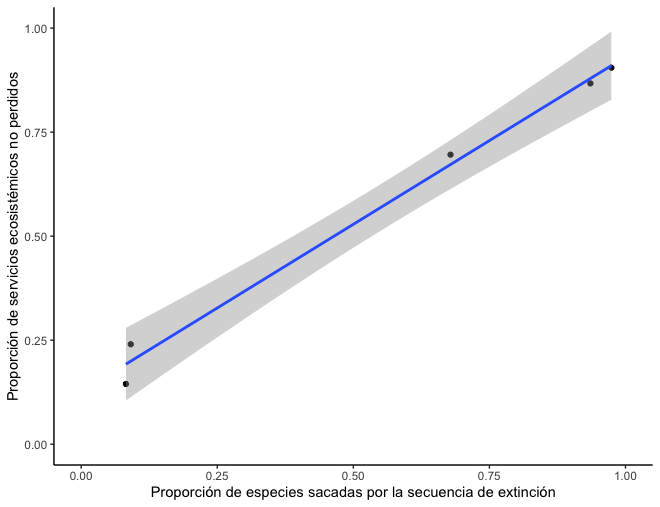 Proporción de servicios ecosistémicos no perdidos
1.00
0.75
0.50
0.25
0.00
0.00 0.25 0.50 0.75 1.00
Proporción de especies sacadas por la secuencia de extinción